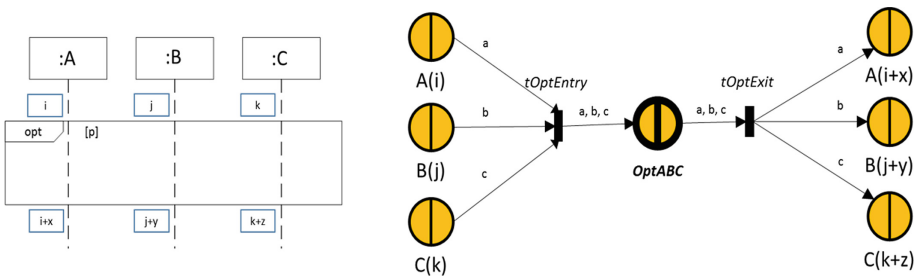 :A :B :C
i j k
opt [p]
i+x j+y k+z
A(i)
B(j)
C(k)
a
b
c
tOptEntry
a, b, c
OptABC
a, b, c
tOptExit
a
b
c
A(i+x)
B(j+y)
C(k+z)